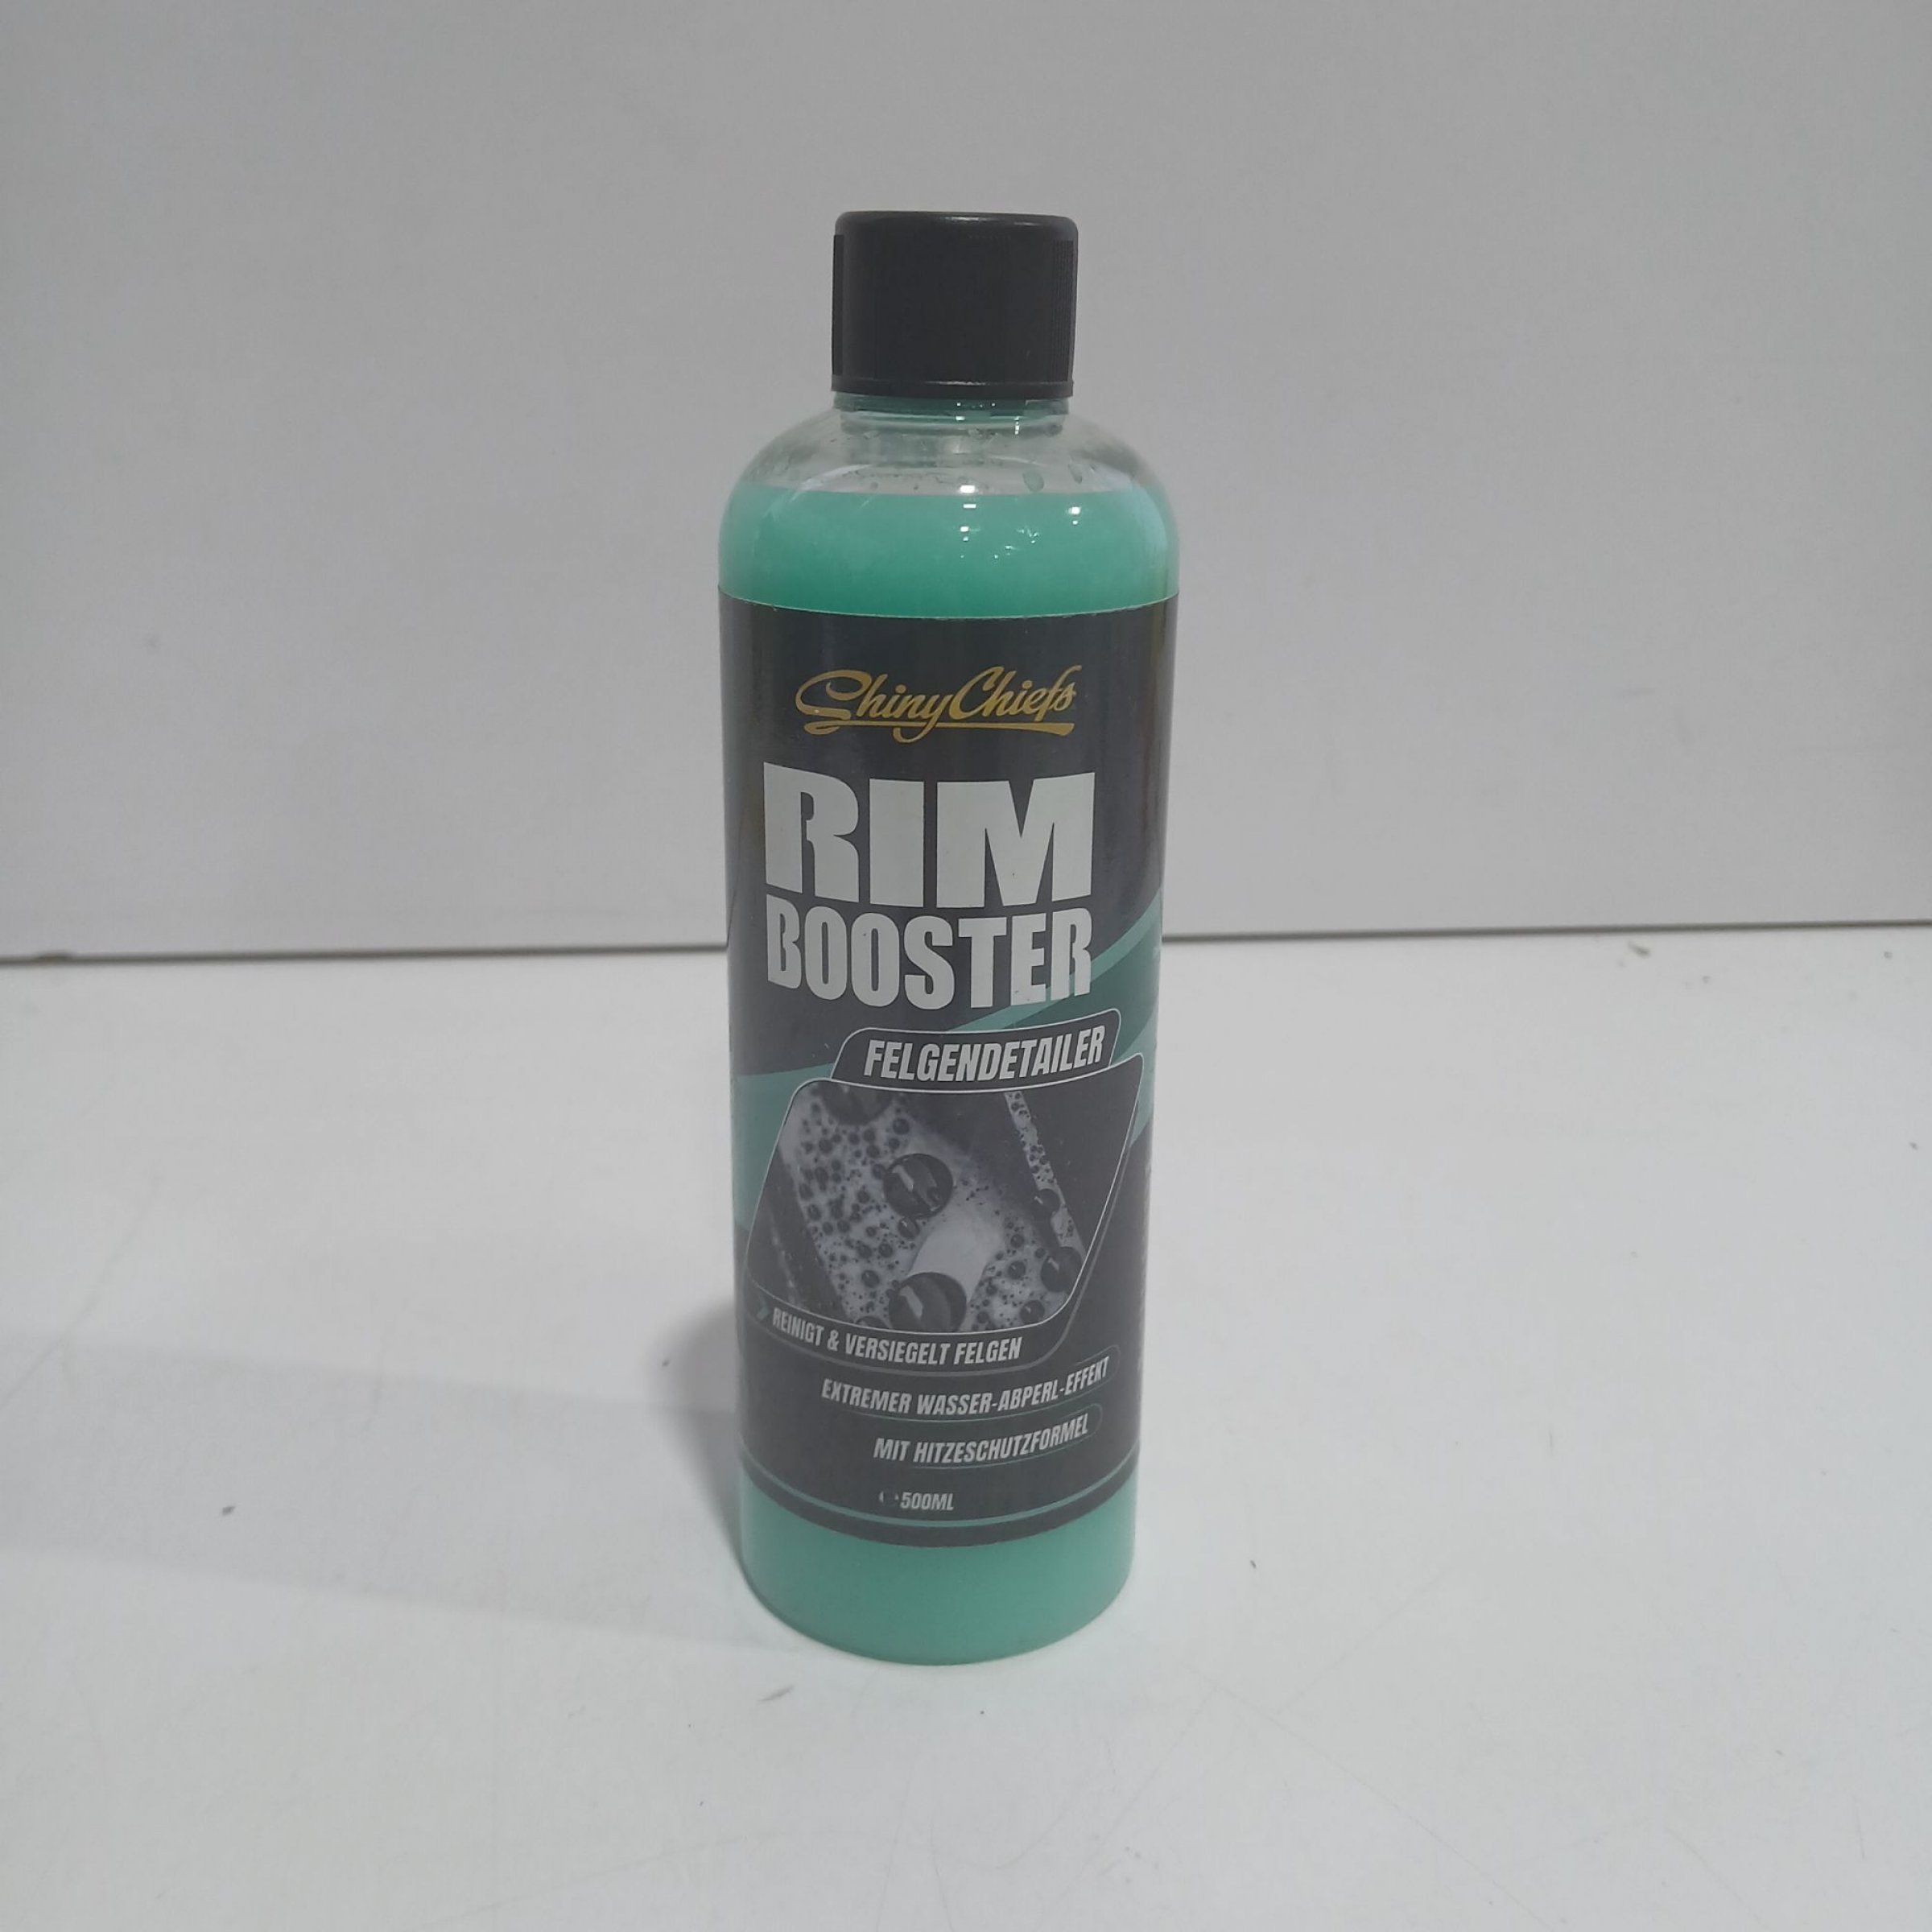 ShinyChiefs
RIM
BOOSTER
FELGENDETAILER
REINIGT & VERSIEGELT FELGEN
EXTREMER WASSER-ABPERL-EFFEKT
MIT HITZESCHUTZFORMEL
500ML